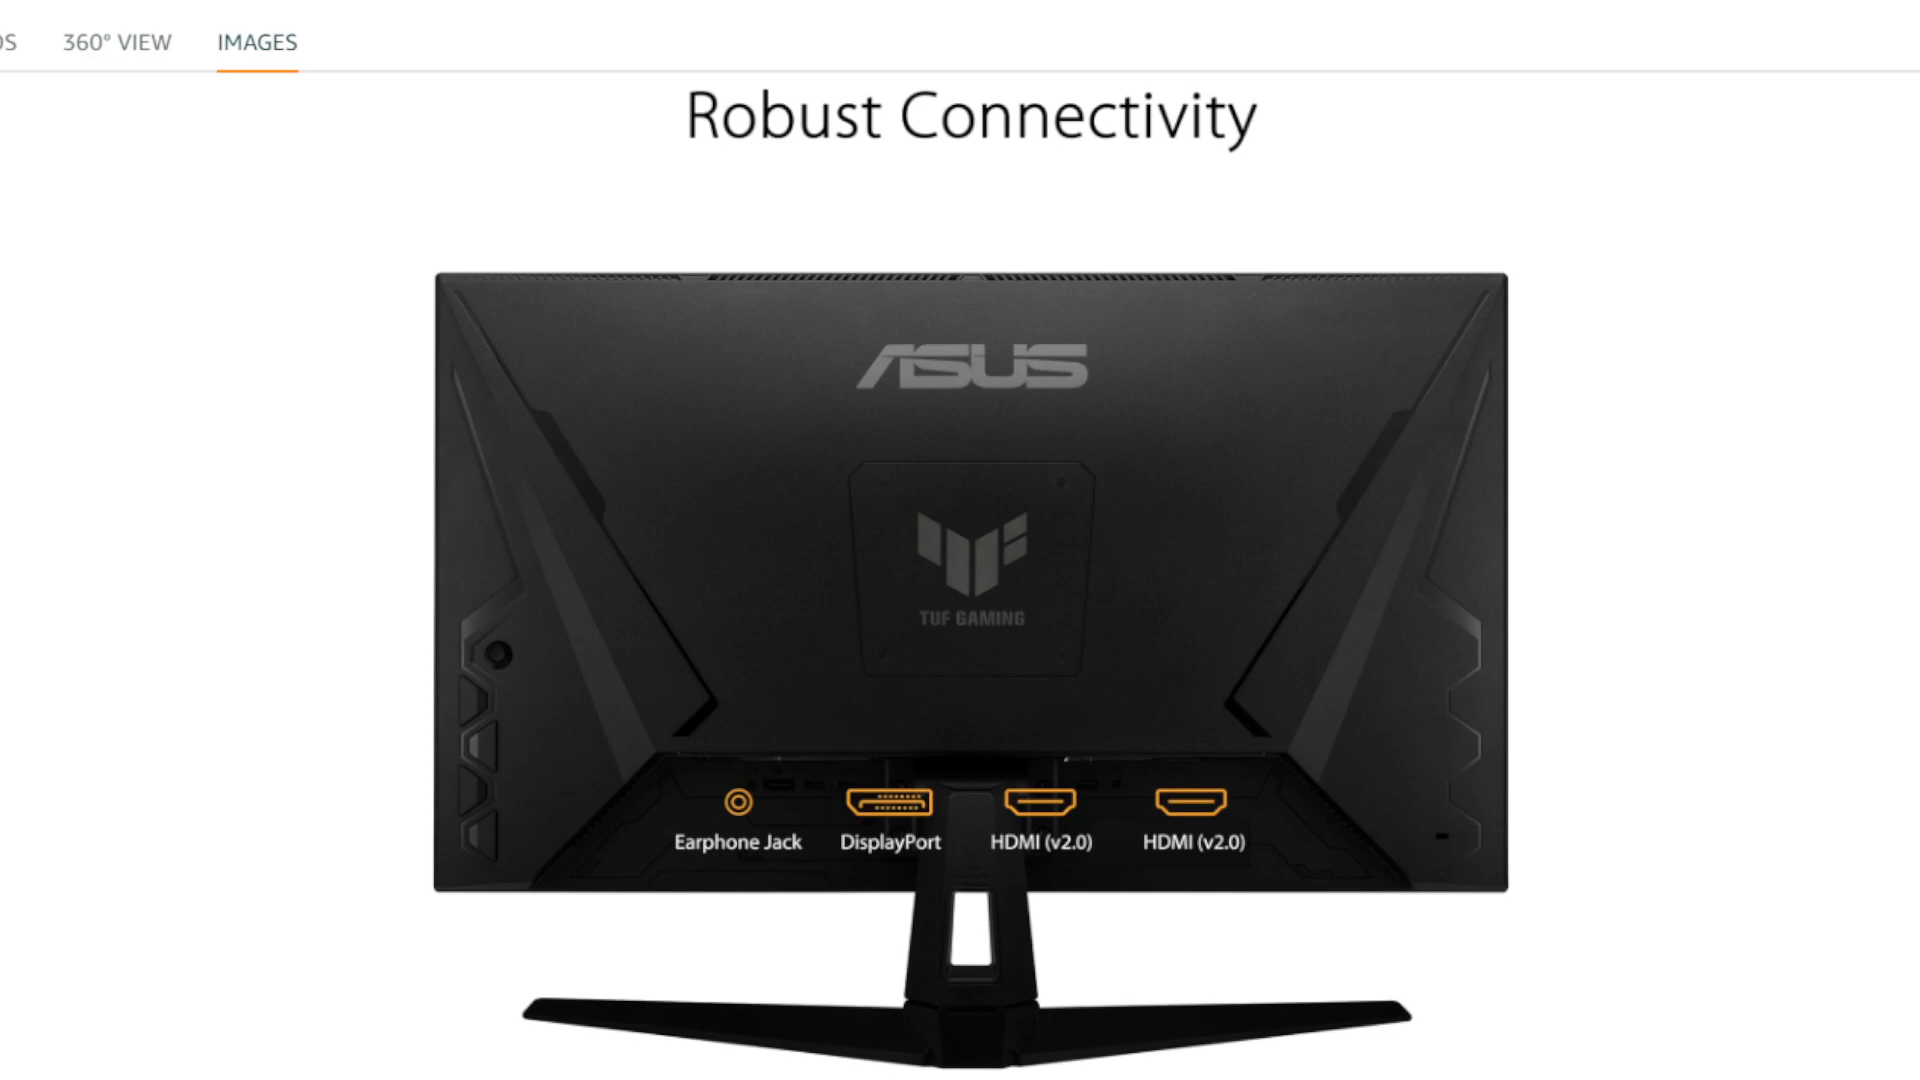 360° VIEW IMAGES
Robust Connectivity
ASUS
TUF GAMING
Earphone Jack DisplayPort HDMI (v2.0) HDMI (v2.0)